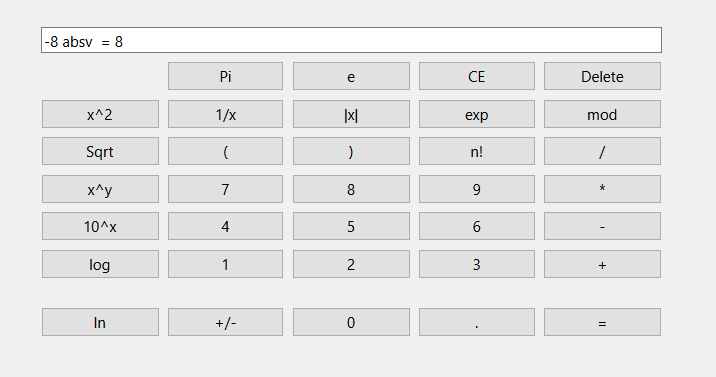 -8 absv  = 8
Pi e CE Delete
x^2 1/x |x| exp mod
Sqrt ( ) n! /
x^y 7 8 9 *
10^x 4 5 6 -
log 1 2 3 +
ln +/- 0 . =